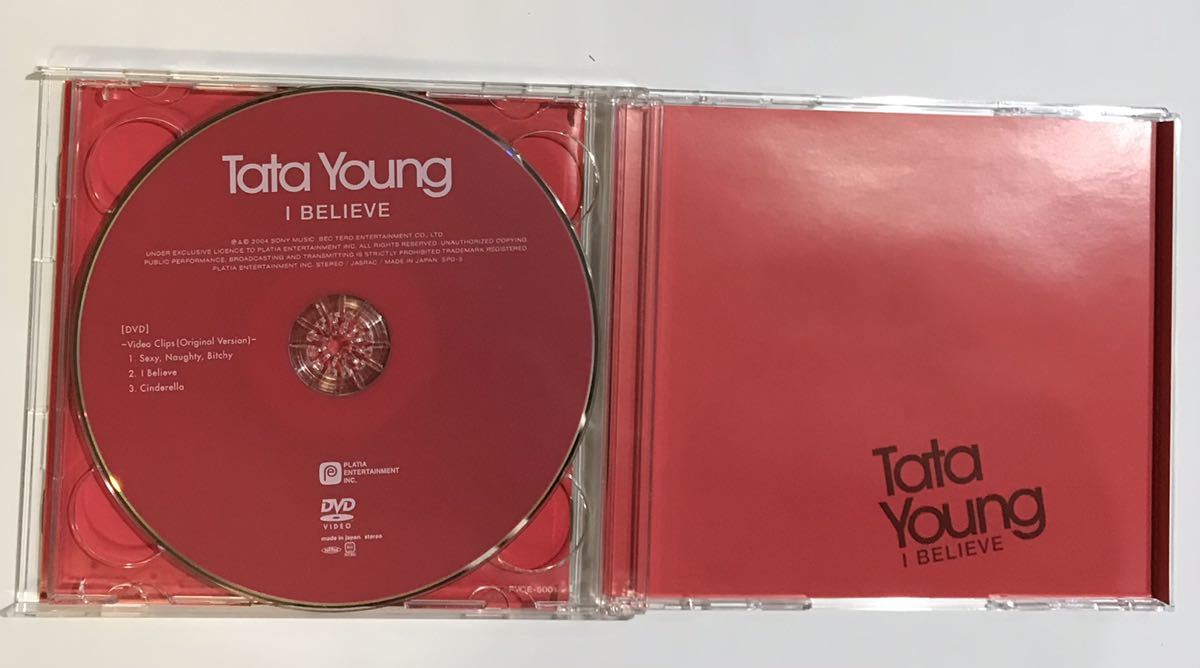 Tata Young
I BELIEVE
℗&© 2004 SONY MUSIC BEC TERO ENTERTAINMENT CO., LTD.
UNDER EXCLUSIVE LICENCE TO PLATIA ENTERTAINMENT INC. ALL RIGHTS RESERVED. UNAUTHORIZED COPYING.
PUBLIC PERFORMANCE, BROADCASTING AND TRANSMITTING IS STRICTLY PROHIBITED TRADEMARK REGISTERED.
PLATIA ENTERTAINMENT INC. STEREO / JASRAC / MADE IN JAPAN SPD-3
[DVD]
~Video Clips(Original Version)~
1. Sexy, Naughty, Bitchy
2. I Believe
3. Cinderella
PLATIA
ENTERTAINMENT
INC.
DVD
VIDEO
made in japan. stereo
Tata
Young
I BELIEVE